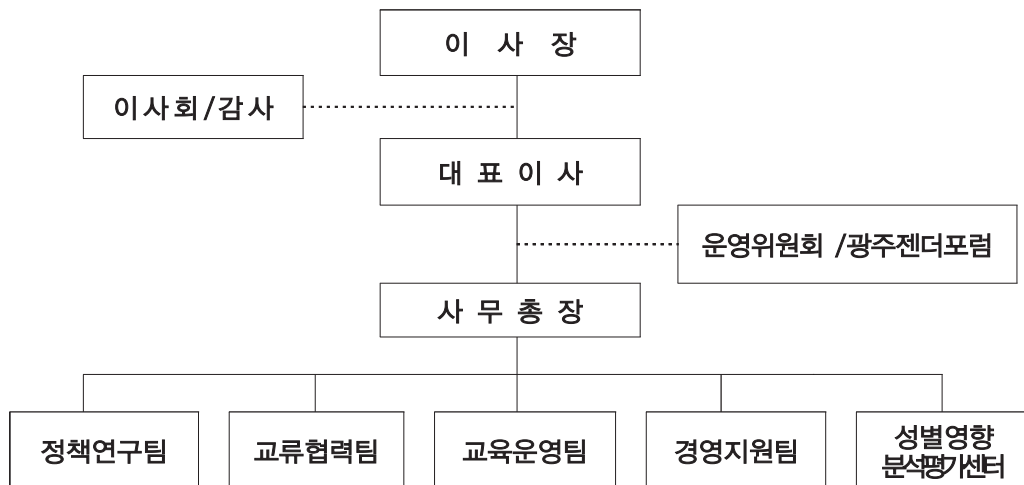 이 사 장
이사회/감사
대 표 이 사
운영위원회 /광주젠더포럼
사 무 총 장
정책연구팀
교류협력팀
교육운영팀
경영지원팀
성별영향
분석평가센터